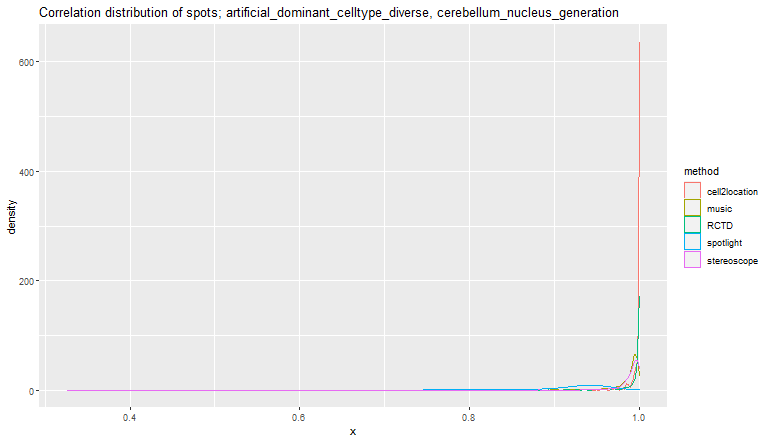 Correlation distribution of spots; artificial_dominant_celltype_diverse, cerebellum_nucleus_generation
600
400
200
0
density
0.4
0.6
0.8
1.0
x
method
cell2location
music
RCTD
spotlight
stereoscope